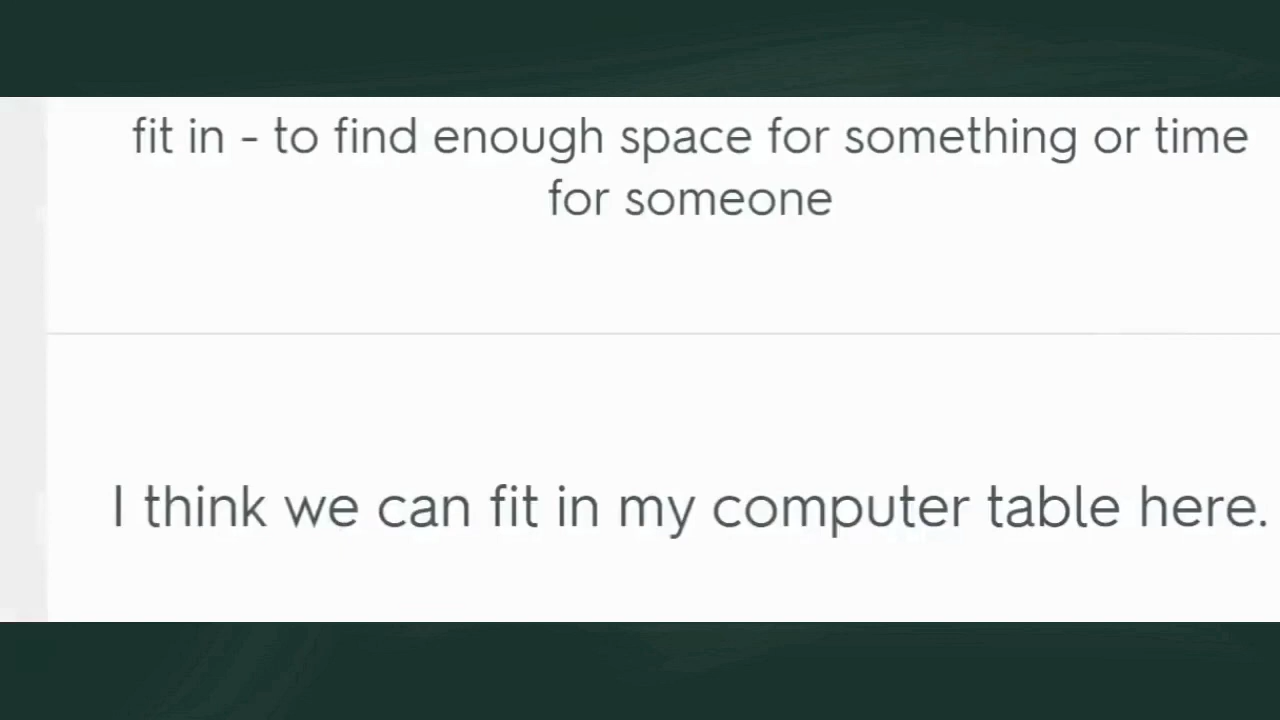 fit in - to find enough space for something or time
for someone
I think we can fit in my computer table here.